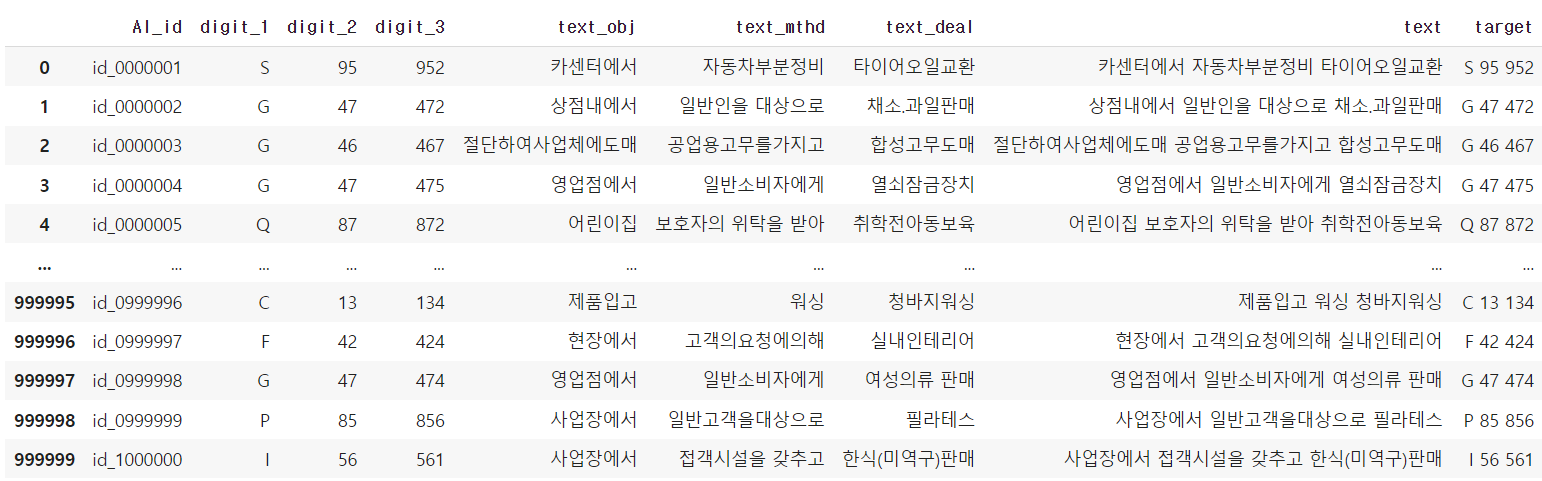 AI_id digit_1 digit_2 digit_3 text_obj text_mthd text_deal text target
0 id_0000001 S 95 952 카센터에서 자동차부분정비 타이어오일교환 카센터에서 자동차부분정비 타이어오일교환 S 95 952
1 id_0000002 G 47 472 상점내에서 일반인을 대상으로 채소.과일판매 상점내에서 일반인을 대상으로 채소.과일판매 G 47 472
2 id_0000003 G 46 467 절단하여사업체에도매 공업용고무를가지고 합성고무도매 절단하여사업체에도매 공업용고무를가지고 합성고무도매 G 46 467
3 id_0000004 G 47 475 영업점에서 일반소비자에게 열쇠잠금장치 영업점에서 일반소비자에게 열쇠잠금장치 G 47 475
4 id_0000005 Q 87 872 어린이집 보호자의 위탁을 받아 취학전아동보육 어린이집 보호자의 위탁을 받아 취학전아동보육 Q 87 872
... ... ... ... ... ... ... ... ... ...
999995 id_0999996 C 13 134 제품입고 워싱 청바지워싱 제품입고 워싱 청바지워싱 C 13 134
999996 id_0999997 F 42 424 현장에서 고객의요청에의해 실내인테리어 현장에서 고객의요청에의해 실내인테리어 F 42 424
999997 id_0999998 G 47 474 영업점에서 일반소비자에게 여성의류 판매 영업점에서 일반소비자에게 여성의류 판매 G 47 474
999998 id_0999999 P 85 856 사업장에서 일반고객을대상으로 필라테스 사업장에서 일반고객을대상으로 필라테스 P 85 856
999999 id_1000000 I 56 561 사업장에서 접객시설을 갖추고 한식(미역구)판매 사업장에서 접객시설을 갖추고 한식(미역구)판매 I 56 561